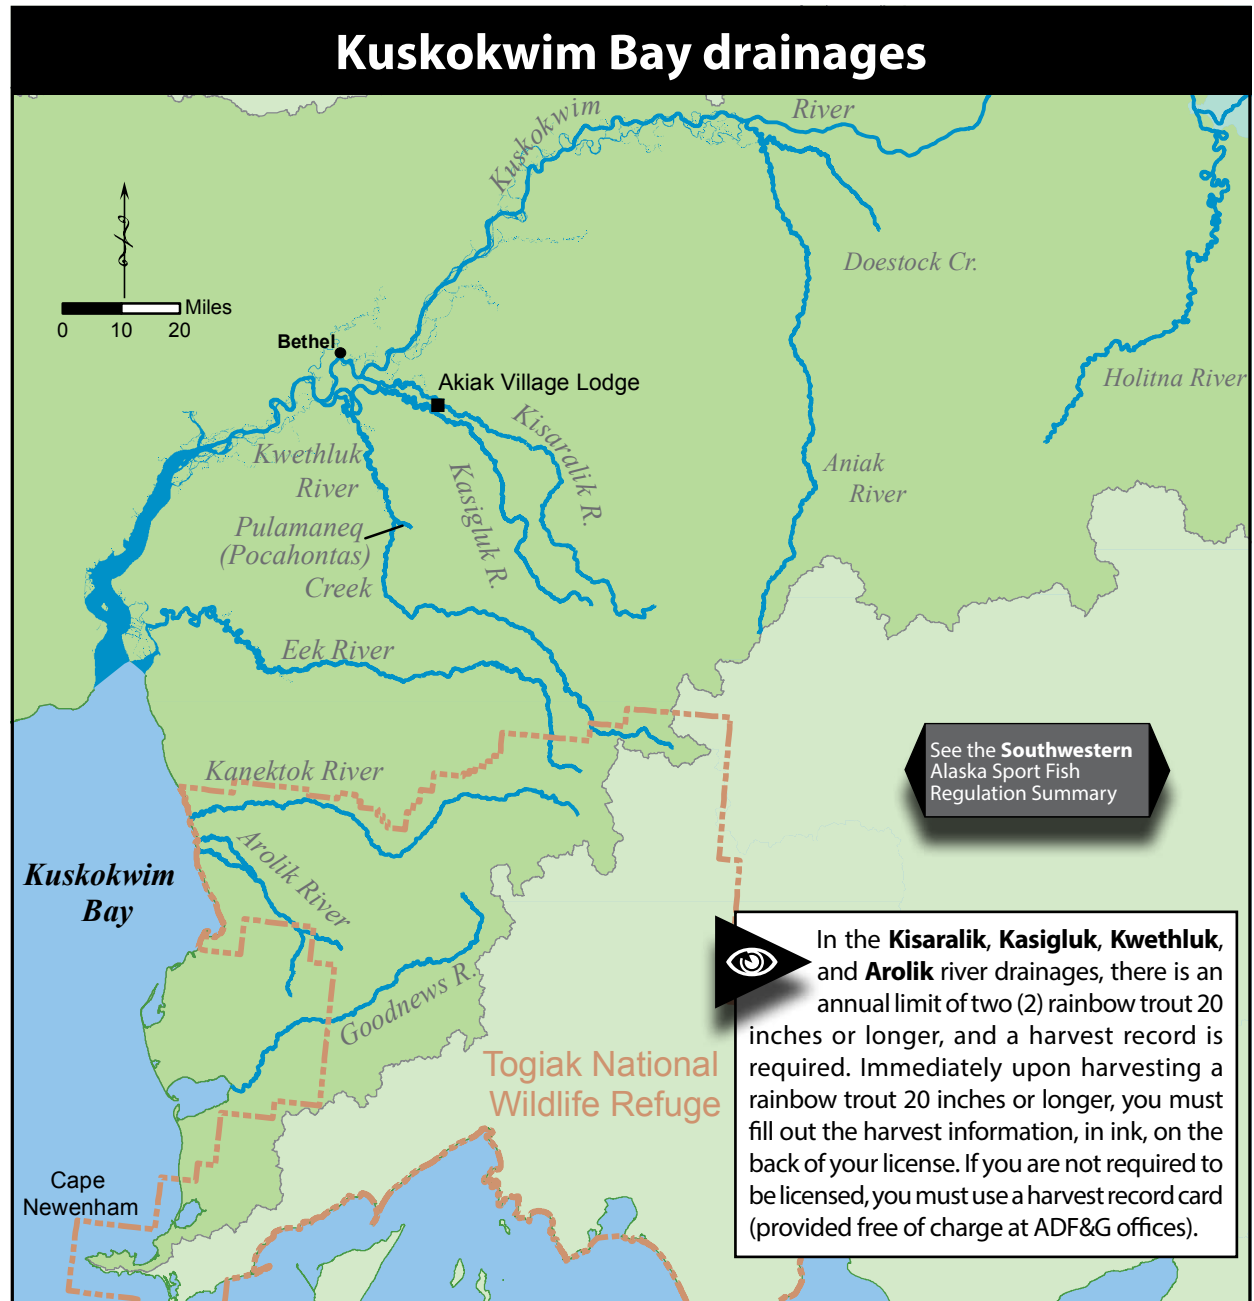 Kuskokwim Bay drainages
Kuskokwim
River
Doestock Cr.
Miles
0 10 20
Bethel
Akiak Village Lodge
Holitna River
Kisaralik R.
Kwethluk
River
Kasigluk R.
Aniak
River
Pulamaneq
(Pocahontas)
Creek
Eek River
See the Southwestern
Alaska Sport Fish
Regulation Summary
Kanektok River
Arolik River
Kuskokwim
Bay
Goodnews R.
Togiak National
Wildlife Refuge
Cape
Newenham
In the Kisaralik, Kasigluk, Kwethluk,
and Arolik river drainages, there is an
annual limit of two (2) rainbow trout 20
inches or longer, and a harvest record is
required. Immediately upon harvesting a
rainbow trout 20 inches or longer, you must
fill out the harvest information, in ink, on the
back of your license. If you are not required to
be licensed, you must use a harvest record card
(provided free of charge at ADF&G offices).